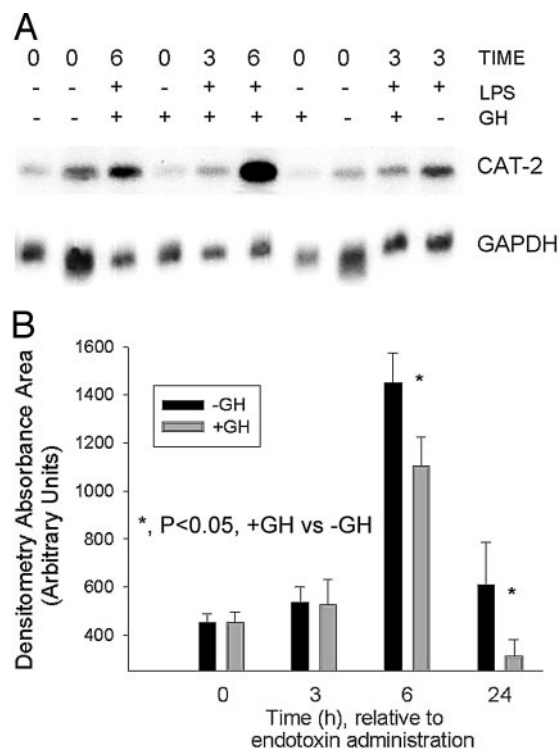 A
0 0 6 0 3 6 0 0 3 3 TIME
- - + - + + - - + + LPS
- - + + + + + - + - GH
CAT-2
GAPDH
B
1600
1400
1200
1000
800
600
400
Densitometry Absorbance Area
(Arbitrary Units)
-GH
+GH
*
*, P<0.05, +GH vs -GH
*
0 3 6 24
Time (h), relative to
endotoxin administration